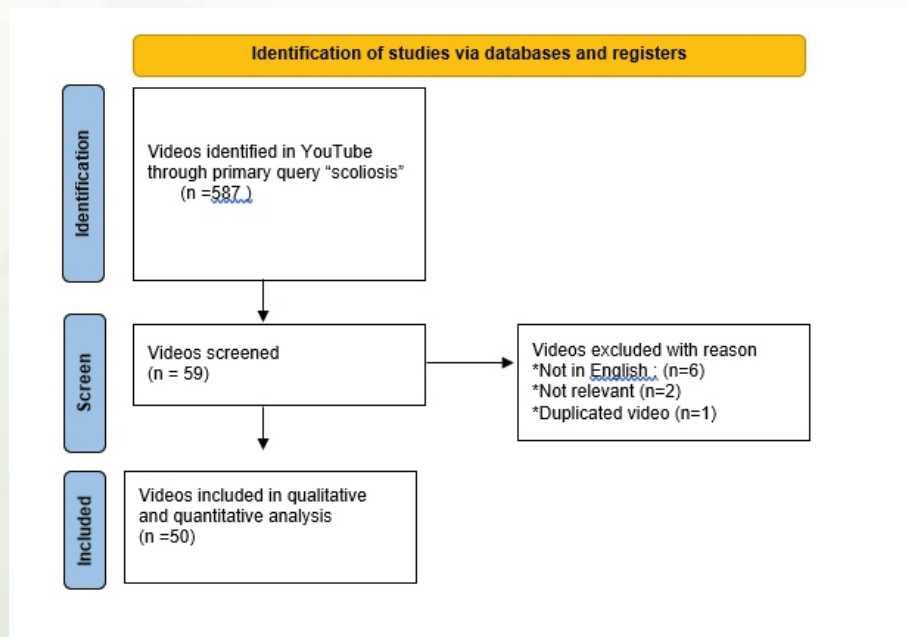 Identification of studies via databases and registers
Identification
Videos identified in YouTube
through primary query “scoliosis”
(n =587 )
Screen
Videos screened
(n = 59)
Videos excluded with reason
*Not in English : (n=6)
*Not relevant (n=2)
*Duplicated video (n=1)
Included
Videos included in qualitative
and quantitative analysis
(n =50)